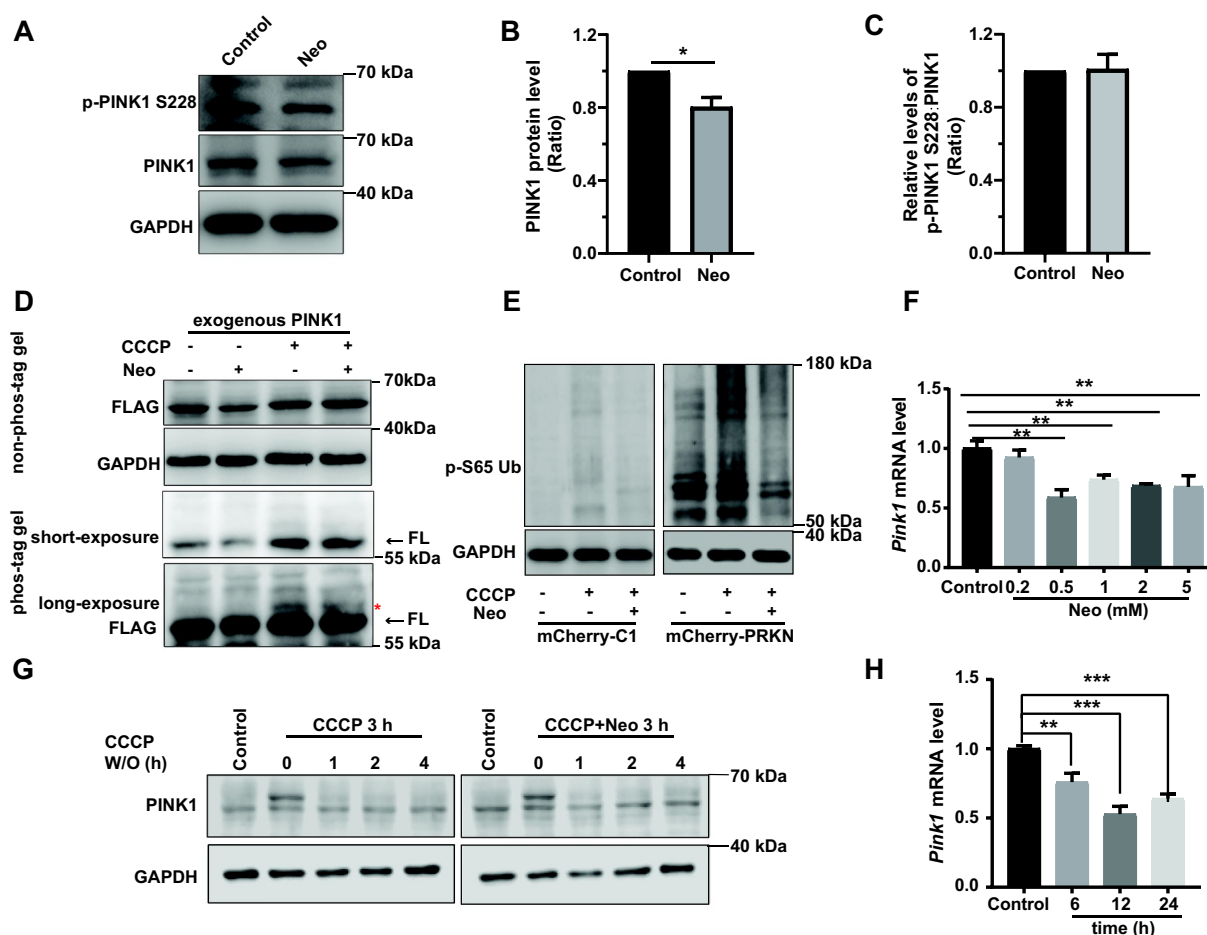 A
Control
Neo
70 kDa
p-PINK1 S228
70 kDa
PINK1
40 kDa
GAPDH
B
PINK1 protein level
(Ratio)
1.2
0.8
0.4
0.0
*
Control Neo
C
Relative levels of
p-PINK1 S228:PINK1
(Ratio)
1.2
0.8
0.4
0.0
Control Neo
D
exogenous PINK1
CCCP - - + +
Neo - + - +
non-phos-tag gel
70kDa
FLAG
40kDa
GAPDH
phos-tag gel
short-exposure
← FL
55 kDa
long-exposure
*
FLAG
← FL
55 kDa
E
180 kDa
p-S65 Ub
50 kDa
40 kDa
GAPDH
CCCP - + + - + +
Neo - - + - - +
mCherry-C1 mCherry-PRKN
F
Pink1 mRNA level
1.5
1.0
0.5
0.0
**
**
**
**
Control 0.2 0.5 1 2 5
Neo (mM)
G
CCCP
W/O (h)
Control
CCCP 3 h
0 1 2 4
Control
CCCP+Neo 3 h
0 1 2 4
70 kDa
PINK1
40 kDa
GAPDH
H
Pink1 mRNA level
1.5
1.0
0.5
0.0
***
***
**
Control 6 12 24
time (h)